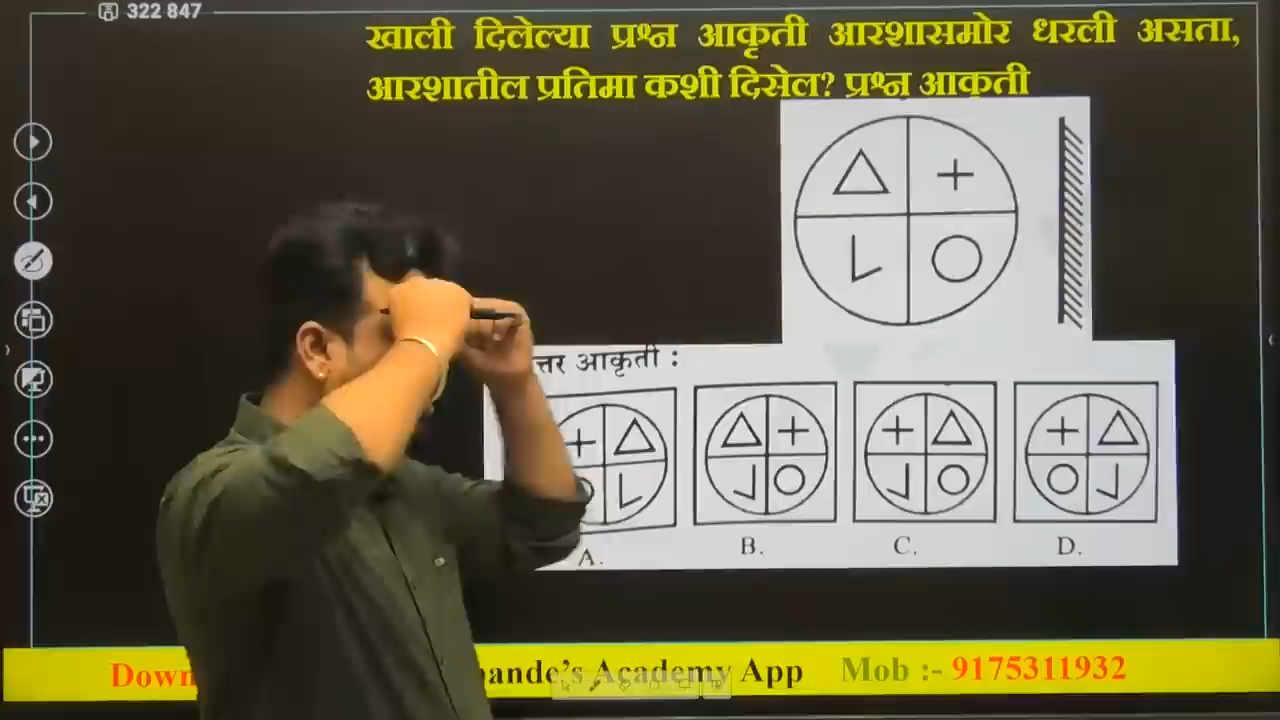 322 847
खाली दिलेल्या प्रश्न आकृती आरशासमोर धरली असता,
आरशातील प्रतिमा कशी दिसेल? प्रश्न आकृती
त्तर आकृती :
A. B. C. D.
Down ande's Academy App Mob :- 9175311932